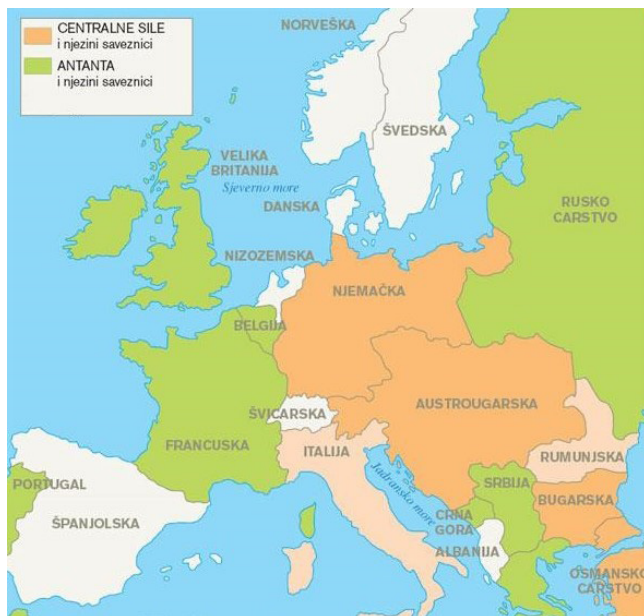 CENTRALNE SILE
i njezini saveznici
ANTANTA
i njezini saveznici
NORVEŠKA
ŠVEDSKA
VELIKA
BRITANIJA
Sjeverno more
DANSKA
RUSKO
CARSTVO
NIZOZEMSKA
NJEMAČKA
BELGIJA
AUSTROUGARSKA
ŠVICARSKA
FRANCUSKA
ITALIJA
RUMUNJSKA
Jadransko more
PORTUGAL
SRBIJA
BUGARSKA
ŠPANJOLSKA
CRNA
GORA
ALBANIJA
OSMANSKO
CARSTVO